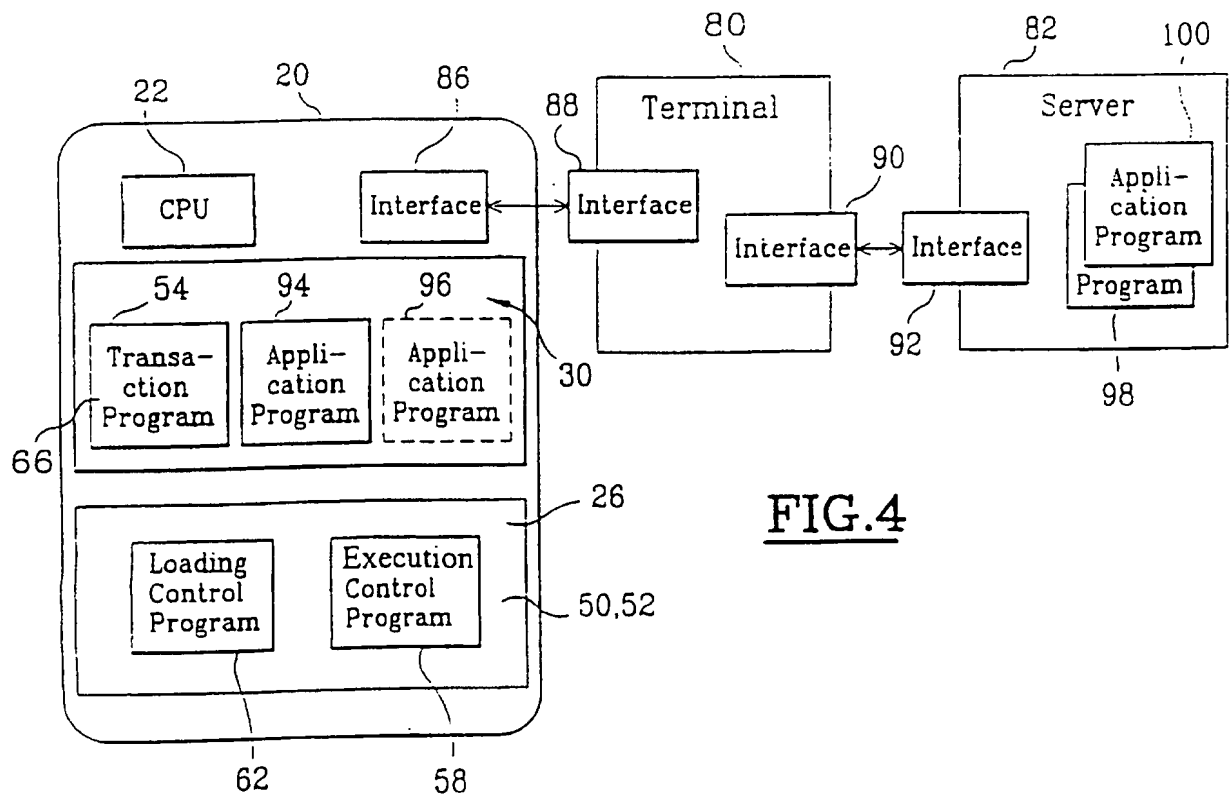 100
80
82
20
86
22
88
Terminal
Server
90
Appli-
cation
Program
CPU
Interface
Interface
Interface
Interface
Program
54
94
96
92
98
Transa-
ction
Program
Appli-
cation
Program
Appli-
cation
Program
30
66
26
FIG.4
Loading
Control
Program
Execution
Control
Program
50,52
62
58